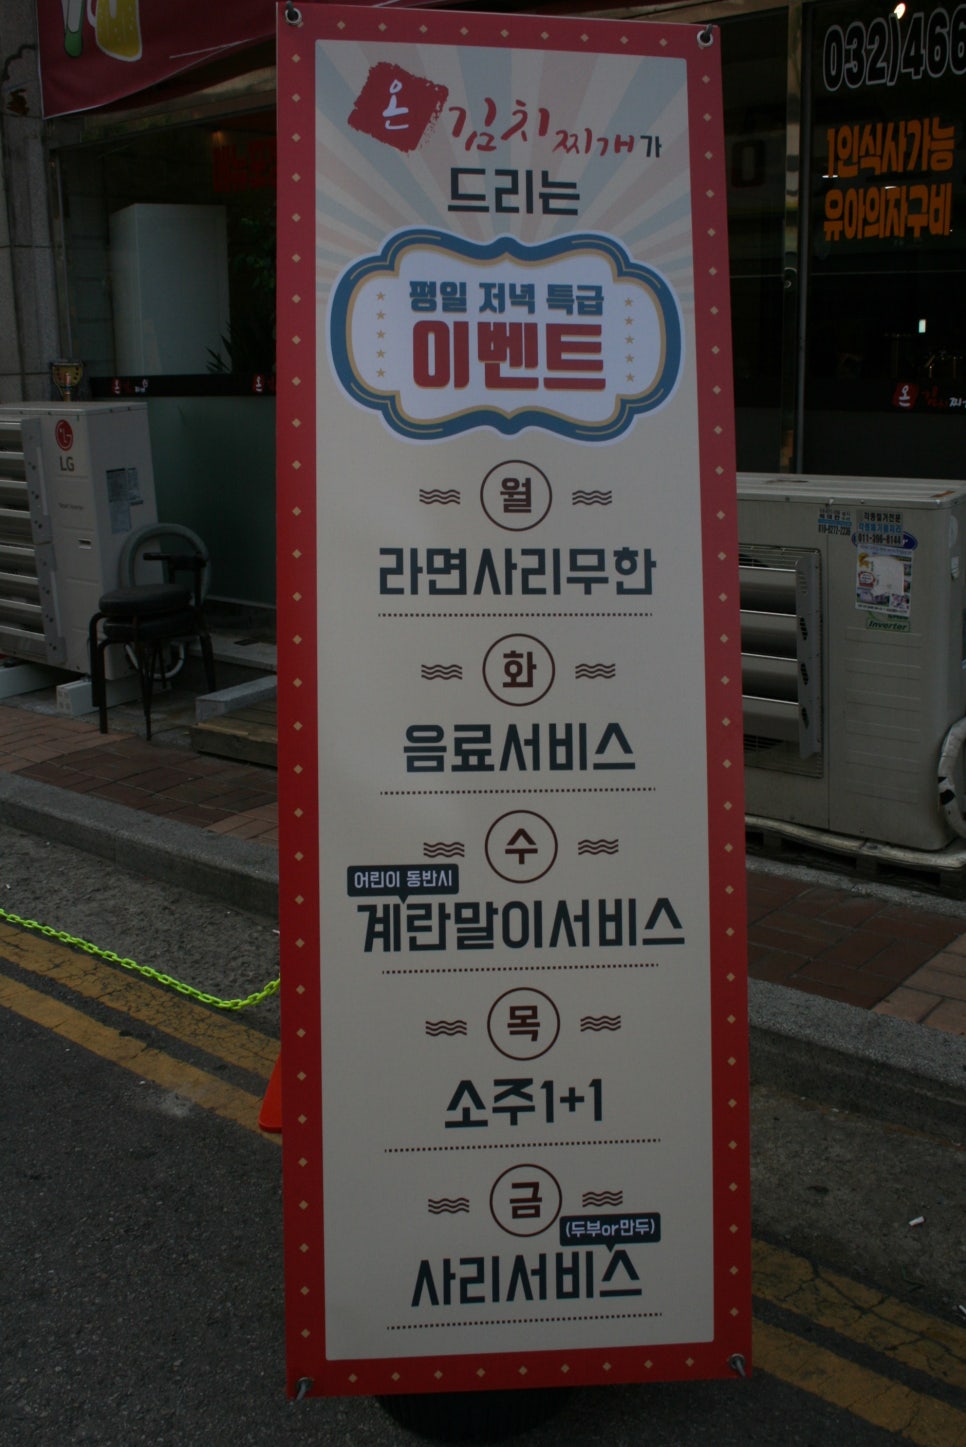 온 김치찌개가
드리는
평일 저녁 특급
이벤트
월
라면사리무한
화
음료서비스
수
어린이 동반시
계란말이서비스
목
소주1+1
금
(두부or만두)
사리서비스
032)466
1인식사가능
유아의자구비
LG
011-396-8144
Inverter
온